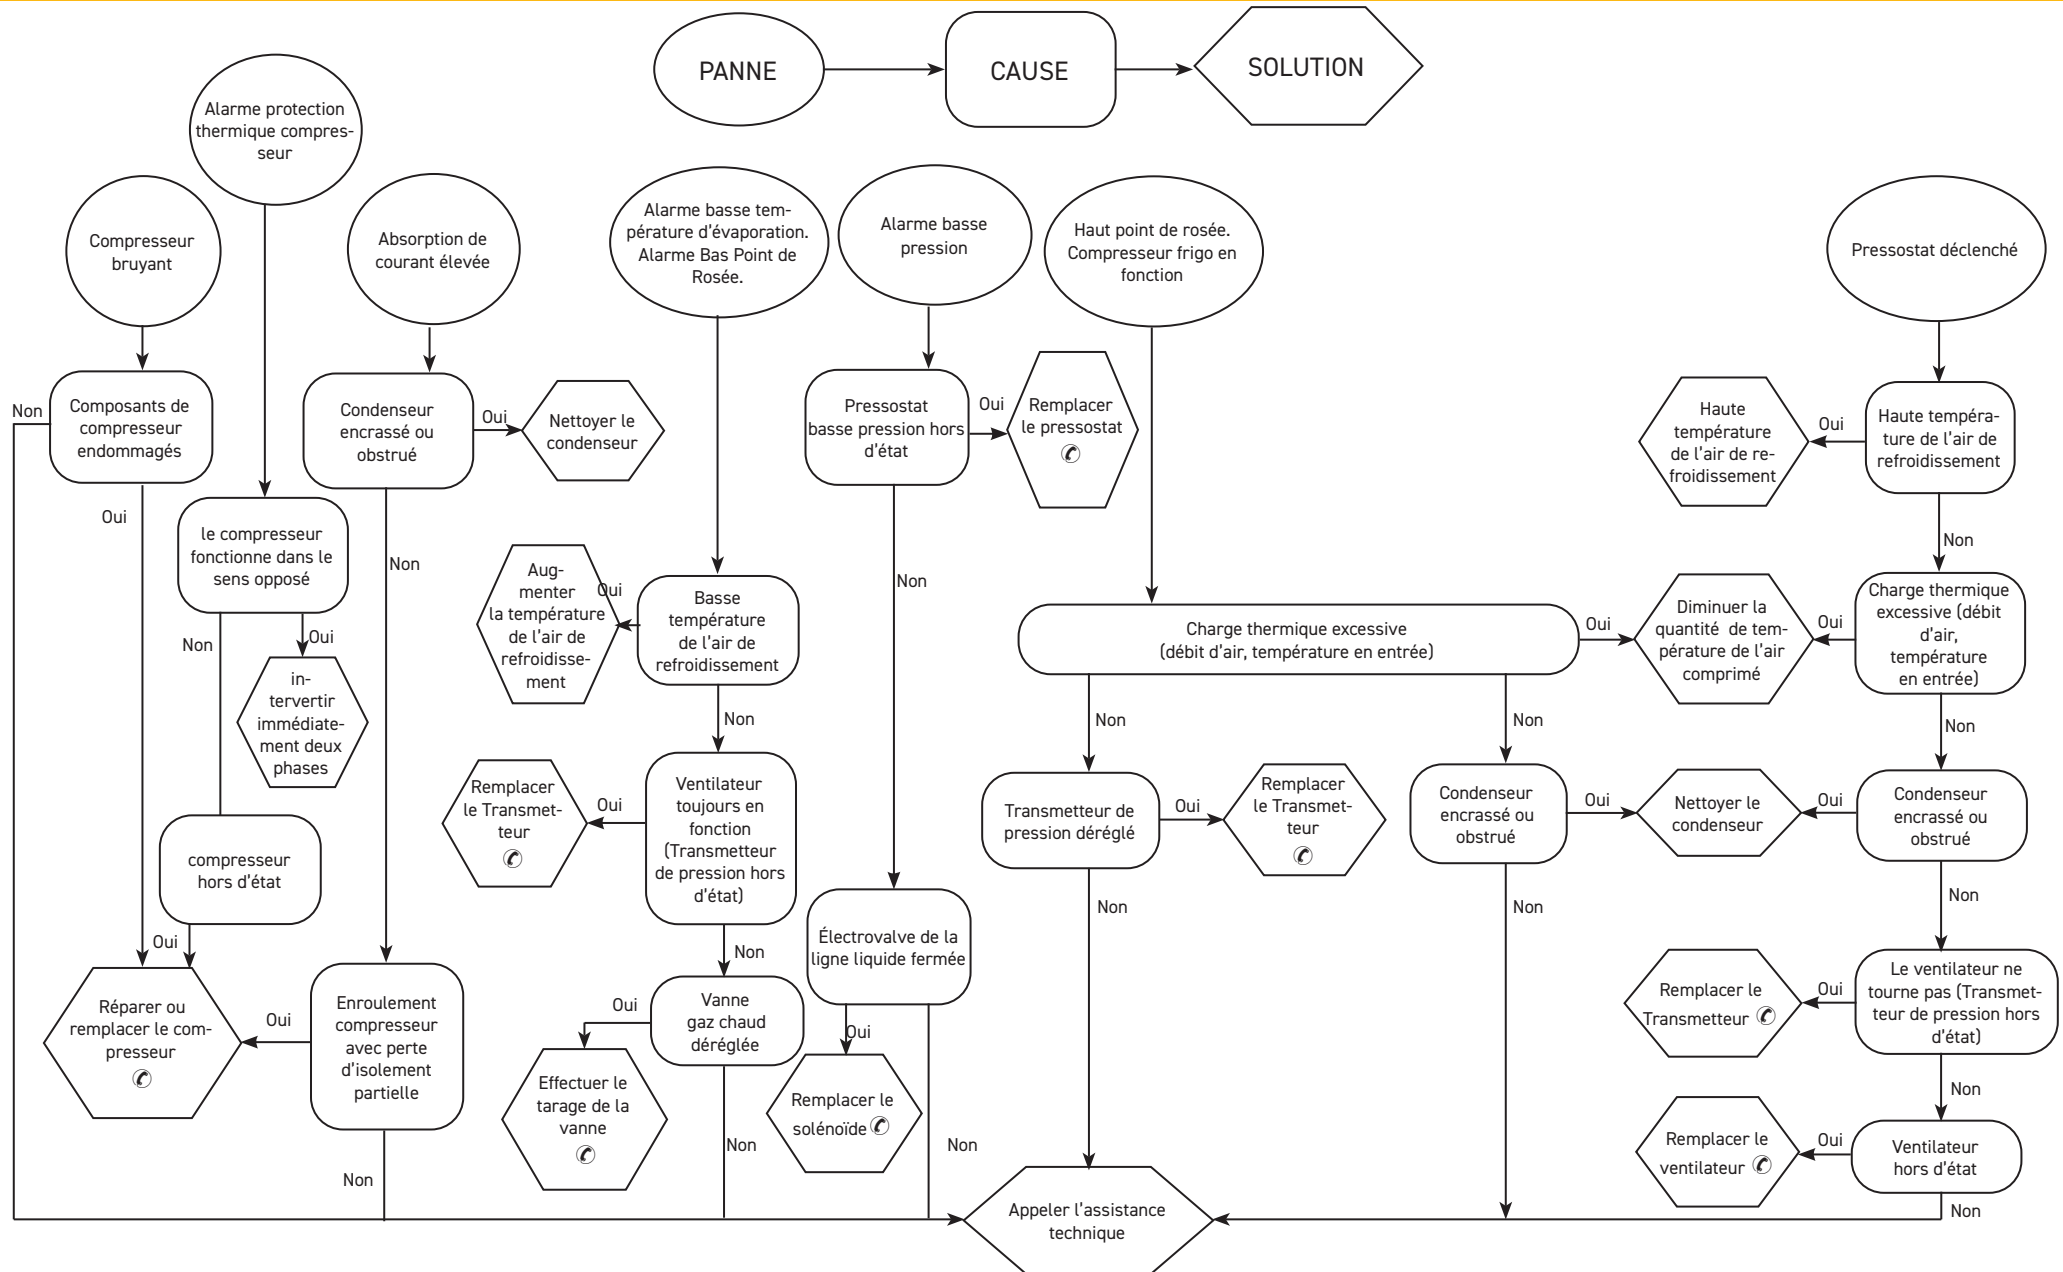 PANNE
CAUSE
SOLUTION
Alarme protection
thermique compres-
seur
Compresseur
bruyant
Absorption de
courant élevée
Alarme basse tem-
pérature d'évaporation.
Alarme Bas Point de
Rosée.
Alarme basse
pression
Haut point de rosée.
Compresseur frigo en
fonction
Pressostat déclenché
Non
Composants de
compresseur
endommagés
Oui
Condenseur
encrassé ou
obstrué
Oui
Nettoyer le
condenseur
Non
Pressostat
basse pression hors
d'état
Oui
Remplacer
le pressostat
Non
Haute
température
de l'air de re-
froidissement
Oui
Haute tempéra-
ture de l'air de
refroidissement
Non
le compresseur
fonctionne dans le
sens opposé
Non
Oui
in-
tervertir
immédiate-
ment deux
phases
Aug-
menter
la température
de l'air de
refroidisse-
ment
Oui
Basse
température
de l'air de
refroidissement
Non
Charge thermique excessive
(débit d'air, température en entrée)
Oui
Diminuer la
quantité de tem-
pérature de l'air
comprimé
Oui
Charge thermique
excessive (débit
d'air,
température
en entrée)
Non
Non
Non
Remplacer
le Transmet-
teur
Oui
Ventilateur
toujours en
fonction
(Transmetteur
de pression hors
d'état)
Non
Transmetteur de
pression déréglé
Oui
Remplacer
le Transmet-
teur
Non
Condenseur
encrassé ou
obstrué
Oui
Nettoyer le
condenseur
Oui
Condenseur
encrassé ou
obstrué
Non
Non
compresseur
hors d'état
Oui
Électrovalve de la
ligne liquide fermée
Oui
Non
Remplacer le
solénoïde
Réparer ou
remplacer le com-
presseur
Oui
Enroulement
compresseur
avec perte
d'isolement
partielle
Non
Oui
Vanne
gaz chaud
déréglée
Non
Effectuer le
tarage de la
vanne
Remplacer le
Transmetteur
Oui
Le ventilateur ne
tourne pas (Transmet-
teur de pression hors
d'état)
Non
Remplacer le
ventilateur
Oui
Ventilateur
hors d'état
Non
Appeler l'assistance
technique